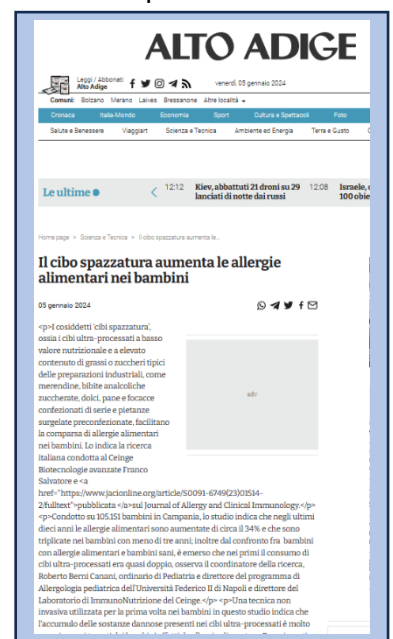 ALTO ADIGE
Leggi / Abbonati
Alto Adige
venerdì, 05 gennaio 2024
Comuni: Bolzano Merano Laives Bressanone Altre località
Cronaca Italia-Mondo Economia Sport Cultura e Spettacoli Foto
Salute e Benessere Viaggiart Scienza e Tecnica Ambiente ed Energia Terra e Gusto
Le ultime
12:12 Kiev, abbattuti 21 droni su 29
lanciati di notte dai russi
12:08 Israele,
100 obie
Home page > Scienza e Tecnica > Il cibo spazzatura aumenta le...
Il cibo spazzatura aumenta le allergie
alimentari nei bambini
05 gennaio 2024
adv
<p>I cosiddetti 'cibi spazzatura',
ossia i cibi ultra-processati a basso
valore nutrizionale e a elevato
contenuto di grassi o zuccheri tipici
delle preparazioni industriali, come
merendine, bibite analcoliche
zuccherate, dolci, pane e focacce
confezionati di serie e pietanze
surgelate preconfezionate, facilitano
la comparsa di allergie alimentari
nei bambini. Lo indica la ricerca
italiana condotta al Ceinge
Biotecnologie avanzate Franco
Salvatore e <a
href="https://www.jacionline.org/article/S0091-6749(23)01514-
2/fulltext">pubblicata </a>sul Journal of Allergy and Clinical Immunology.</p>
<p>Condotto su 105.151 bambini in Campania, lo studio indica che negli ultimi
dieci anni le allergie alimentari sono aumentate di circa il 34% e che sono
triplicate nei bambini con meno di tre anni; inoltre dal confronto fra bambini
con allergie alimentari e bambini sani, è emerso che nei primi il consumo di
cibi ultra-processati era quasi doppio, osserva il coordinatore della ricerca,
Roberto Berni Canani, ordinario di Pediatria e direttore del programma di
Allergologia pediatrica dell'Università Federico II di Napoli e direttore del
Laboratorio di ImmunoNutrizione del Ceinge.</p> <p>Una tecnica non
invasiva utilizzata per la prima volta nei bambini in questo studio indica che
l'accumulo delle sostanze dannose presenti nei cibi ultra-processati è molto